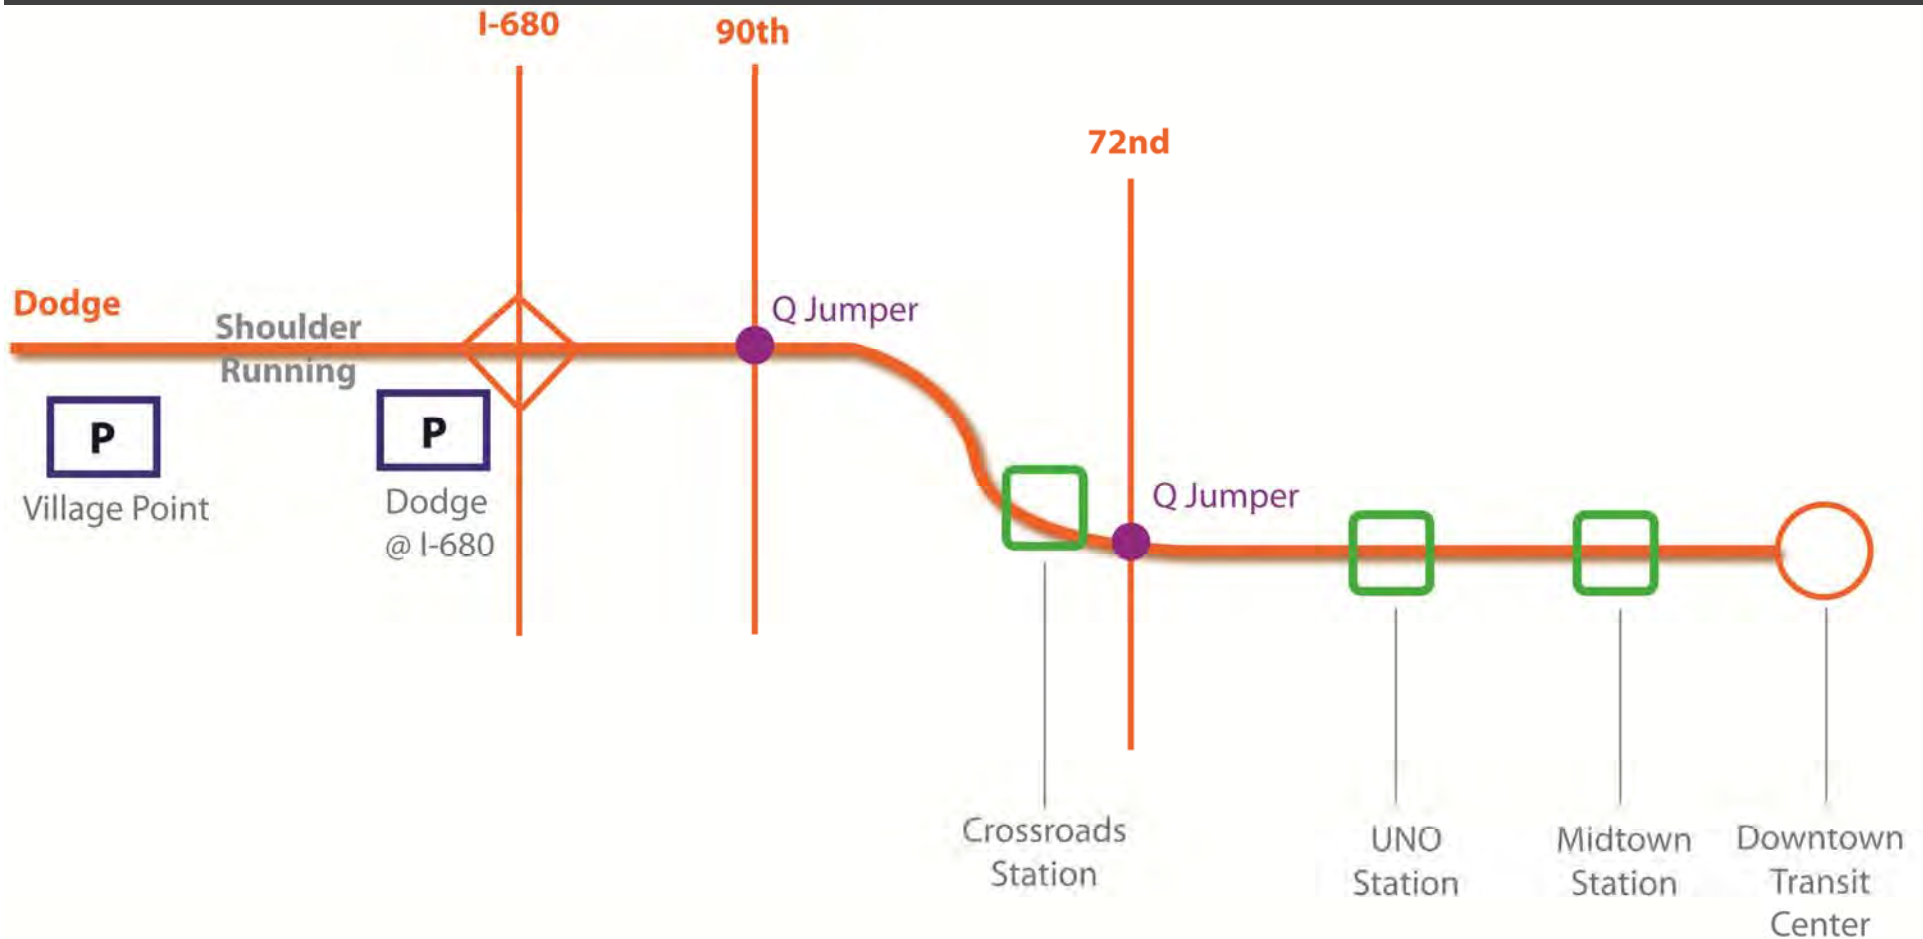 I-680
90th
72nd
Dodge
Shoulder
Running
Q Jumper
P
Village Point
P
Dodge
@ I-680
Q Jumper
Crossroads
Station
UNO
Station
Midtown
Station
Downtown
Transit
Center